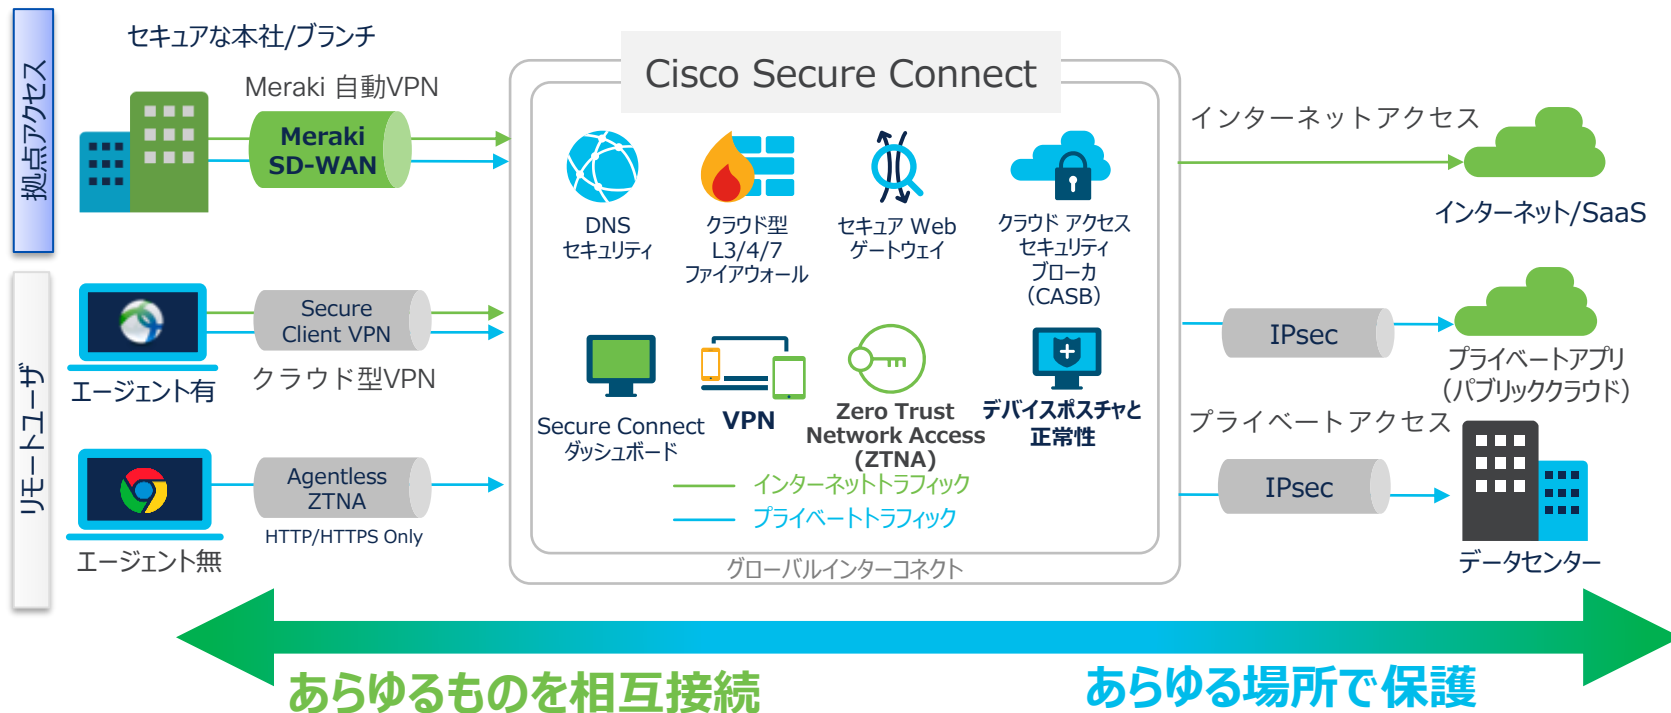 拠点アクセス
セキュアな本社/ブランチ
Meraki 自動VPN
Meraki
SD-WAN
リモートユーザ
Secure
Client VPN
エージェント有
クラウド型VPN
Agentless
ZTNA
HTTP/HTTPS Only
エージェント無
Cisco Secure Connect
DNS
セキュリティ
クラウド型
L3/4/7
ファイアウォール
セキュア Web
ゲートウェイ
クラウド アクセス
セキュリティ
ブローカ
（CASB）
Secure Connect
ダッシュボード
VPN
Zero Trust
Network Access
(ZTNA)
デバイスポスチャと
正常性
インターネットトラフィック
プライベートトラフィック
グローバルインターコネクト
インターネットアクセス
インターネット/SaaS
IPsec
プライベートアプリ
（パブリッククラウド）
プライベートアクセス
IPsec
データセンター
あらゆるものを相互接続
あらゆる場所で保護